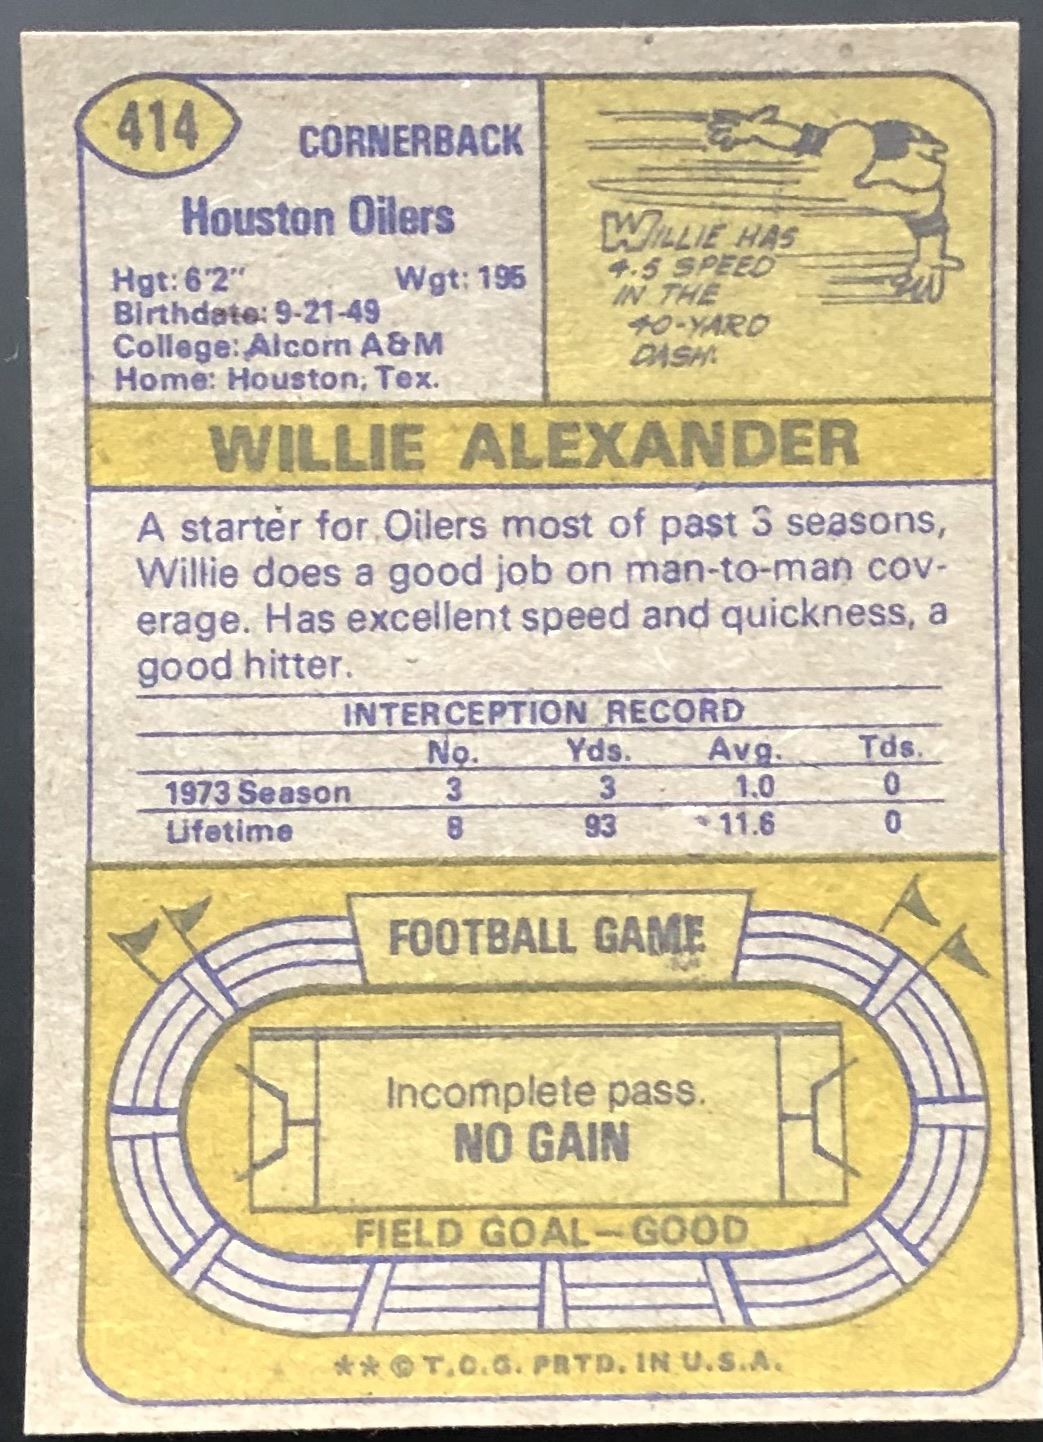 414
CORNERBACK
Houston Oilers
Hgt: 6'2" Wgt: 195
Birthdate: 9-21-49
College: Alcorn A&M
Home: Houston, Tex.
WILLIE HAS
4.5 SPEED
IN THE
40-YARD
DASH.
WILLIE ALEXANDER
A starter for Oilers most of past 3 seasons,
Willie does a good job on man-to-man cov-
erage. Has excellent speed and quickness, a
good hitter.
INTERCEPTION RECORD
No. Yds. Avg. Tds.
1973 Season 3 3 1.0 0
Lifetime 8 93 11.6 0
FOOTBALL GAME
Incomplete pass.
NO GAIN
FIELD GOAL—GOOD
** © T.C.G. PRTD. IN U.S.A.